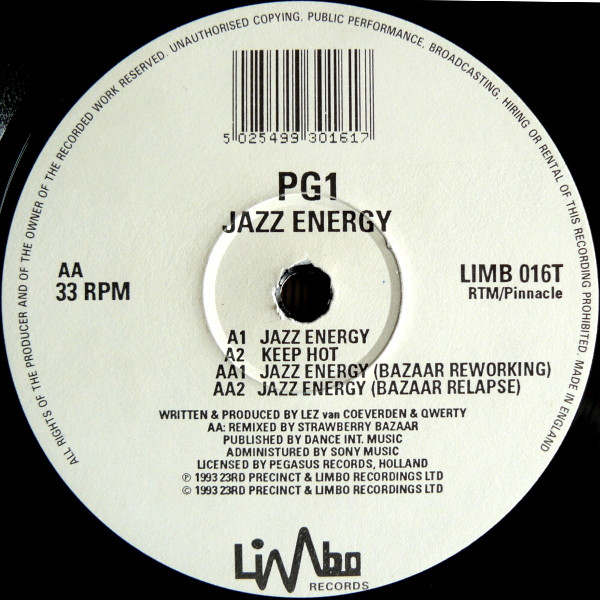 ALL RIGHTS OF THE PRODUCER AND OF THE OWNER OF THE RECORDED WORK RESERVED. UNAUTHORISED COPYING, PUBLIC PERFORMANCE, BROADCASTING, HIRING OR RENTAL OF THIS RECORDING PROHIBITED. MADE IN ENGLAND
5 025499 301617
PG1
JAZZ ENERGY
AA
33 RPM
LIMB 016T
RTM/Pinnacle
A1 JAZZ ENERGY
A2 KEEP HOT
AA1 JAZZ ENERGY (BAZAAR REWORKING)
AA2 JAZZ ENERGY (BAZAAR RELAPSE)
WRITTEN & PRODUCED BY LEZ van COEVERDEN & QWERTY
AA: REMIXED BY STRAWBERRY BAZAAR
PUBLISHED BY DANCE INT. MUSIC
ADMINISTURED BY SONY MUSIC
LICENSED BY PEGASUS RECORDS, HOLLAND
℗ 1993 23RD PRECINCT & LIMBO RECORDINGS LTD
© 1993 23RD PRECINCT & LIMBO RECORDINGS LTD
Limbo
RECORDS